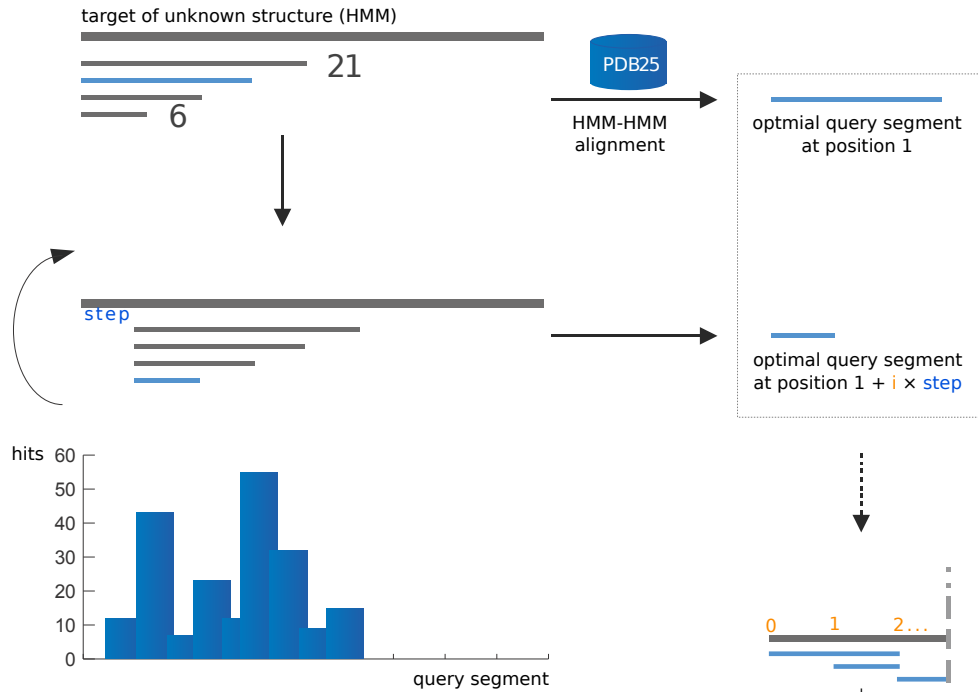 target of unknown structure (HMM)
21
6
PDB25
HMM-HMM
alignment
optmial query segment
at position 1
step
optimal query segment
at position 1 + i × step
hits
60
50
40
30
20
10
0
query segment
0 1 2...